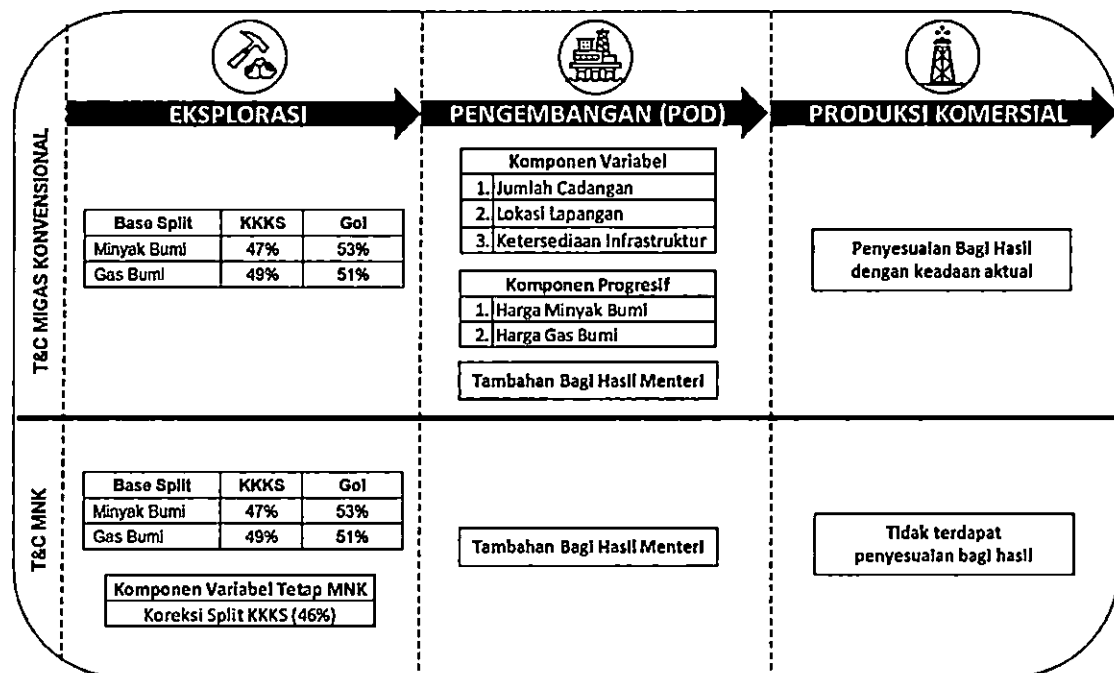 EKSPLORASI
PENGEMBANGAN (POD)
PRODUKSI KOMERSIAL
T&C MIGAS KONVENSIONAL
Base Split KKKS GoI
Minyak Bumi 47% 53%
Gas Bumi 49% 51%
Komponen Variabel
1. Jumlah Cadangan
2. Lokasi Lapangan
3. Ketersediaan Infrastruktur
Komponen Progresif
1. Harga Minyak Bumi
2. Harga Gas Bumi
Tambahan Bagi Hasil Menteri
Penyesuaian Bagi Hasil
dengan keadaan aktual
T&C MNK
Base Split KKKS GoI
Minyak Bumi 47% 53%
Gas Bumi 49% 51%
Komponen Variabel Tetap MNK
Koreksi Split KKKS (46%)
Tambahan Bagi Hasil Menteri
Tidak terdapat
penyesuaian bagi hasil